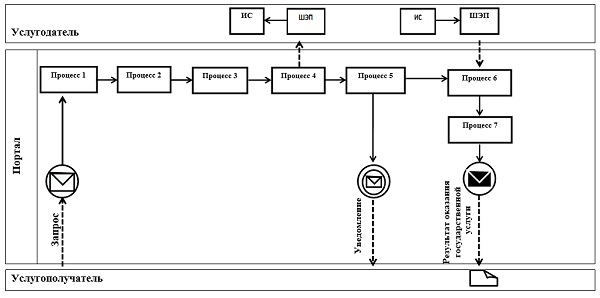 Услугодатель
ИС
ШЭП
ИС
ШЭП
Портал
Процесс 1
Процесс 2
Процесс 3
Процесс 4
Процесс 5
Процесс 6
Процесс 7
Запрос
Уведомление
Результат оказания
государственной
услуги
Услугополучатель